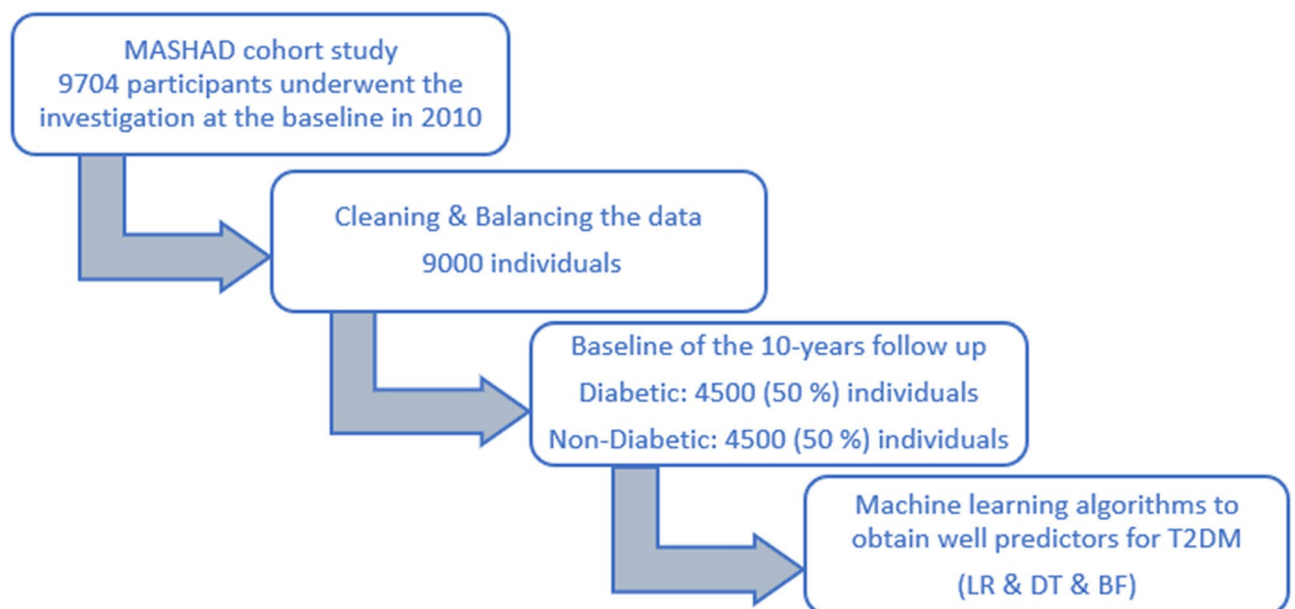 MASHAD cohort study
9704 participants underwent the
investigation at the baseline in 2010
Cleaning & Balancing the data
9000 individuals
Baseline of the 10-years follow up
Diabetic: 4500 (50 %) individuals
Non-Diabetic: 4500 (50 %) individuals
Machine learning algorithms to
obtain well predictors for T2DM
(LR & DT & BF)